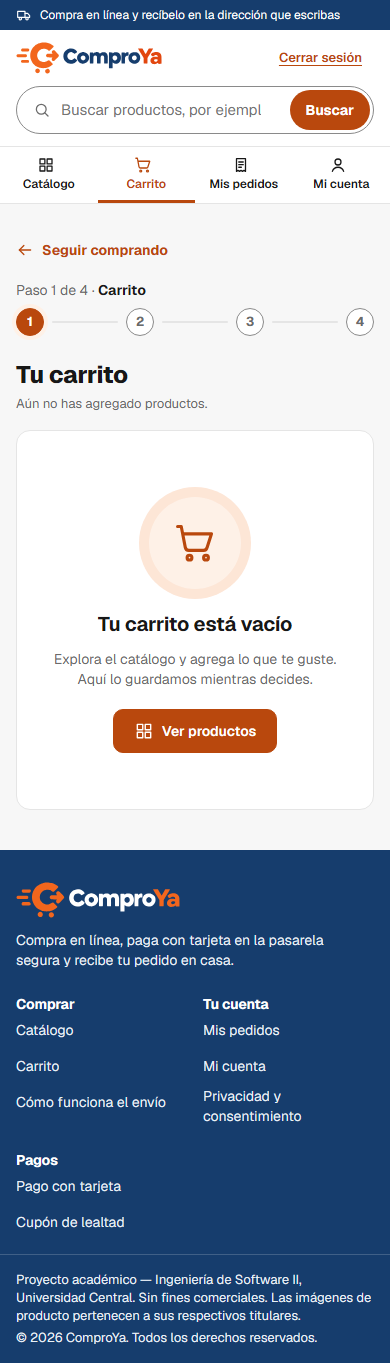 Compra en línea y recíbelo en la dirección que escribas
ComproYa
Cerrar sesión
Buscar productos, por ejempl
Buscar
Catálogo
Carrito
Mis pedidos
Mi cuenta
Seguir comprando
Paso 1 de 4 · Carrito
1
2
3
4
Tu carrito
Aún no has agregado productos.
Tu carrito está vacío
Explora el catálogo y agrega lo que te guste.
Aquí lo guardamos mientras decides.
Ver productos
ComproYa
Compra en línea, paga con tarjeta en la pasarela
segura y recibe tu pedido en casa.
Comprar
Catálogo
Carrito
Cómo funciona el envío
Tu cuenta
Mis pedidos
Mi cuenta
Privacidad y
consentimiento
Pagos
Pago con tarjeta
Cupón de lealtad
Proyecto académico — Ingeniería de Software II,
Universidad Central. Sin fines comerciales. Las imágenes de
producto pertenecen a sus respectivos titulares.
© 2026 ComproYa. Todos los derechos reservados.